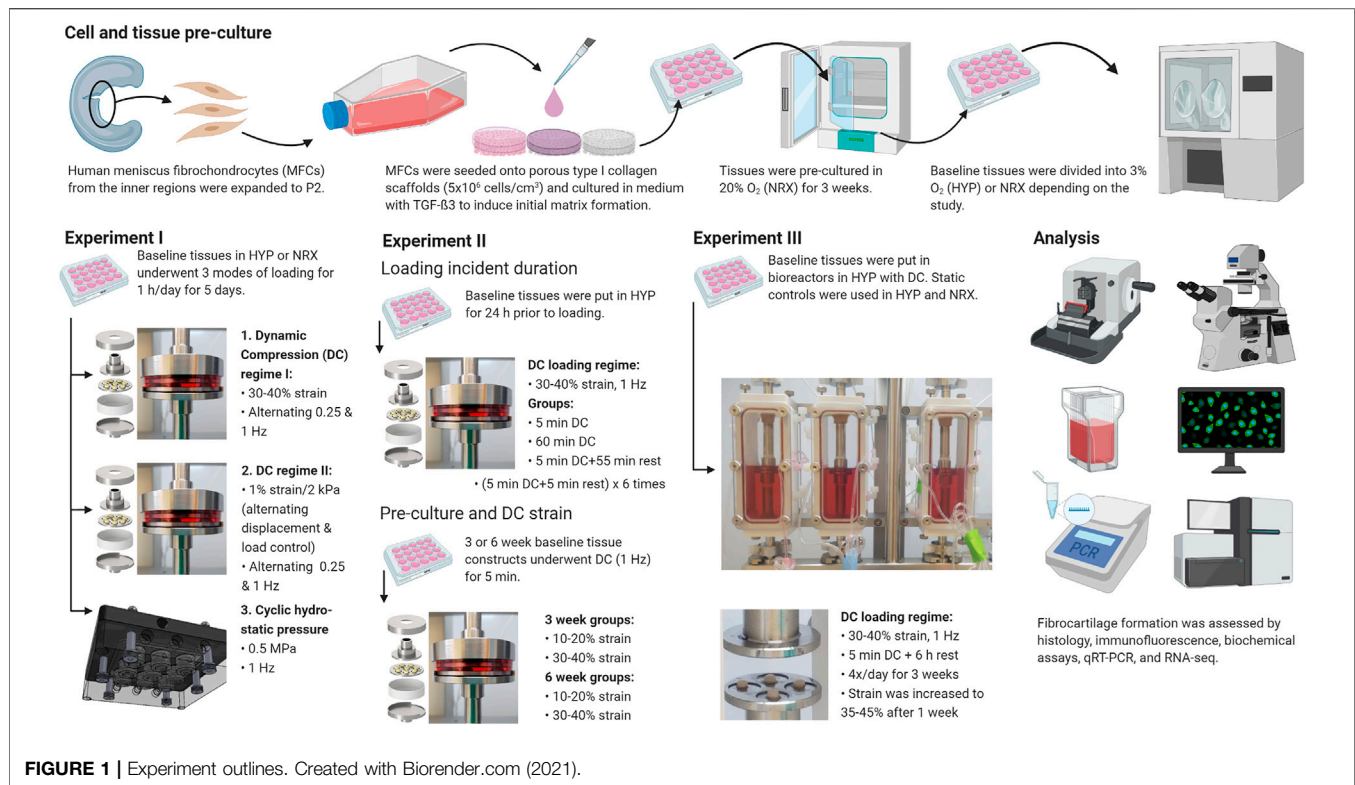 Cell and tissue pre-culture
Human meniscus fibrochondrocytes (MFCs)
from the inner regions were expanded to P2.
MFCs were seeded onto porous type I collagen
scaffolds (5x10⁶ cells/cm³) and cultured in medium
with TGF-ß3 to induce initial matrix formation.
Tissues were pre-cultured in
20% O₂ (NRX) for 3 weeks.
Baseline tissues were divided into 3%
O₂ (HYP) or NRX depending on the
study.
Experiment I
Baseline tissues in HYP or NRX
underwent 3 modes of loading for
1 h/day for 5 days.
1. Dynamic
Compression (DC)
regime I:
• 30-40% strain
• Alternating 0.25 &
1 Hz
2. DC regime II:
• 1% strain/2 kPa
(alternating
displacement &
load control)
• Alternating 0.25
& 1 Hz
3. Cyclic hydro-
static pressure
• 0.5 MPa
• 1 Hz
Experiment II
Loading incident duration
Baseline tissues were put in HYP
for 24 h prior to loading.
DC loading regime:
• 30-40% strain, 1 Hz
Groups:
• 5 min DC
• 60 min DC
• 5 min DC+55 min rest
• (5 min DC+5 min rest) x 6 times
Pre-culture and DC strain
3 or 6 week baseline tissue
constructs underwent DC (1 Hz)
for 5 min.
3 week groups:
• 10-20% strain
• 30-40% strain
6 week groups:
• 10-20% strain
• 30-40% strain
Experiment III
Baseline tissues were put in
bioreactors in HYP with DC. Static
controls were used in HYP and NRX.
DC loading regime:
• 30-40% strain, 1 Hz
• 5 min DC + 6 h rest
• 4x/day for 3 weeks
• Strain was increased to
35-45% after 1 week
Analysis
PCR
Fibrocartilage formation was assessed by
histology, immunofluorescence, biochemical
assays, qRT-PCR, and RNA-seq.
FIGURE 1 | Experiment outlines. Created with Biorender.com (2021).